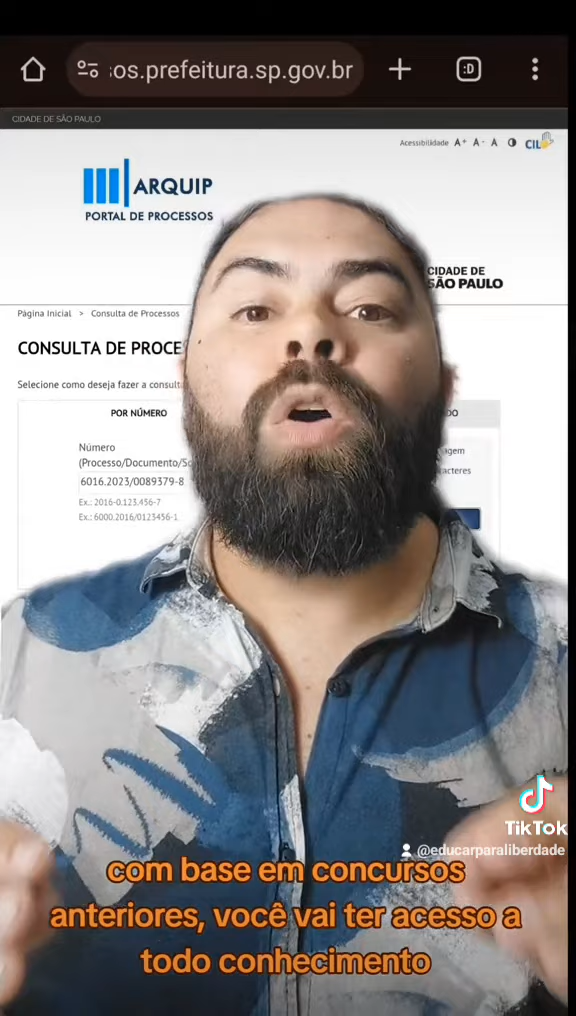 :sos.prefeitura.sp.gov.br
:D
CIDADE DE SÃO PAULO
Acessibilidade A+ A- A CIL
ARQUIP
PORTAL DE PROCESSOS
CIDADE DE
SÃO PAULO
Página Inicial > Consulta de Processos
CONSULTA DE PROCE
Selecione como deseja fazer a consult
POR NÚMERO
Número
(Processo/Documento/S
acteres
6016.2023/0089379-8
Ex.: 2016-0.123.456-7
Ex.: 6000.2016/0123456-1
TikTok
@educarparaliberdade
com base em concursos
anteriores, você vai ter acesso a
todo conhecimento